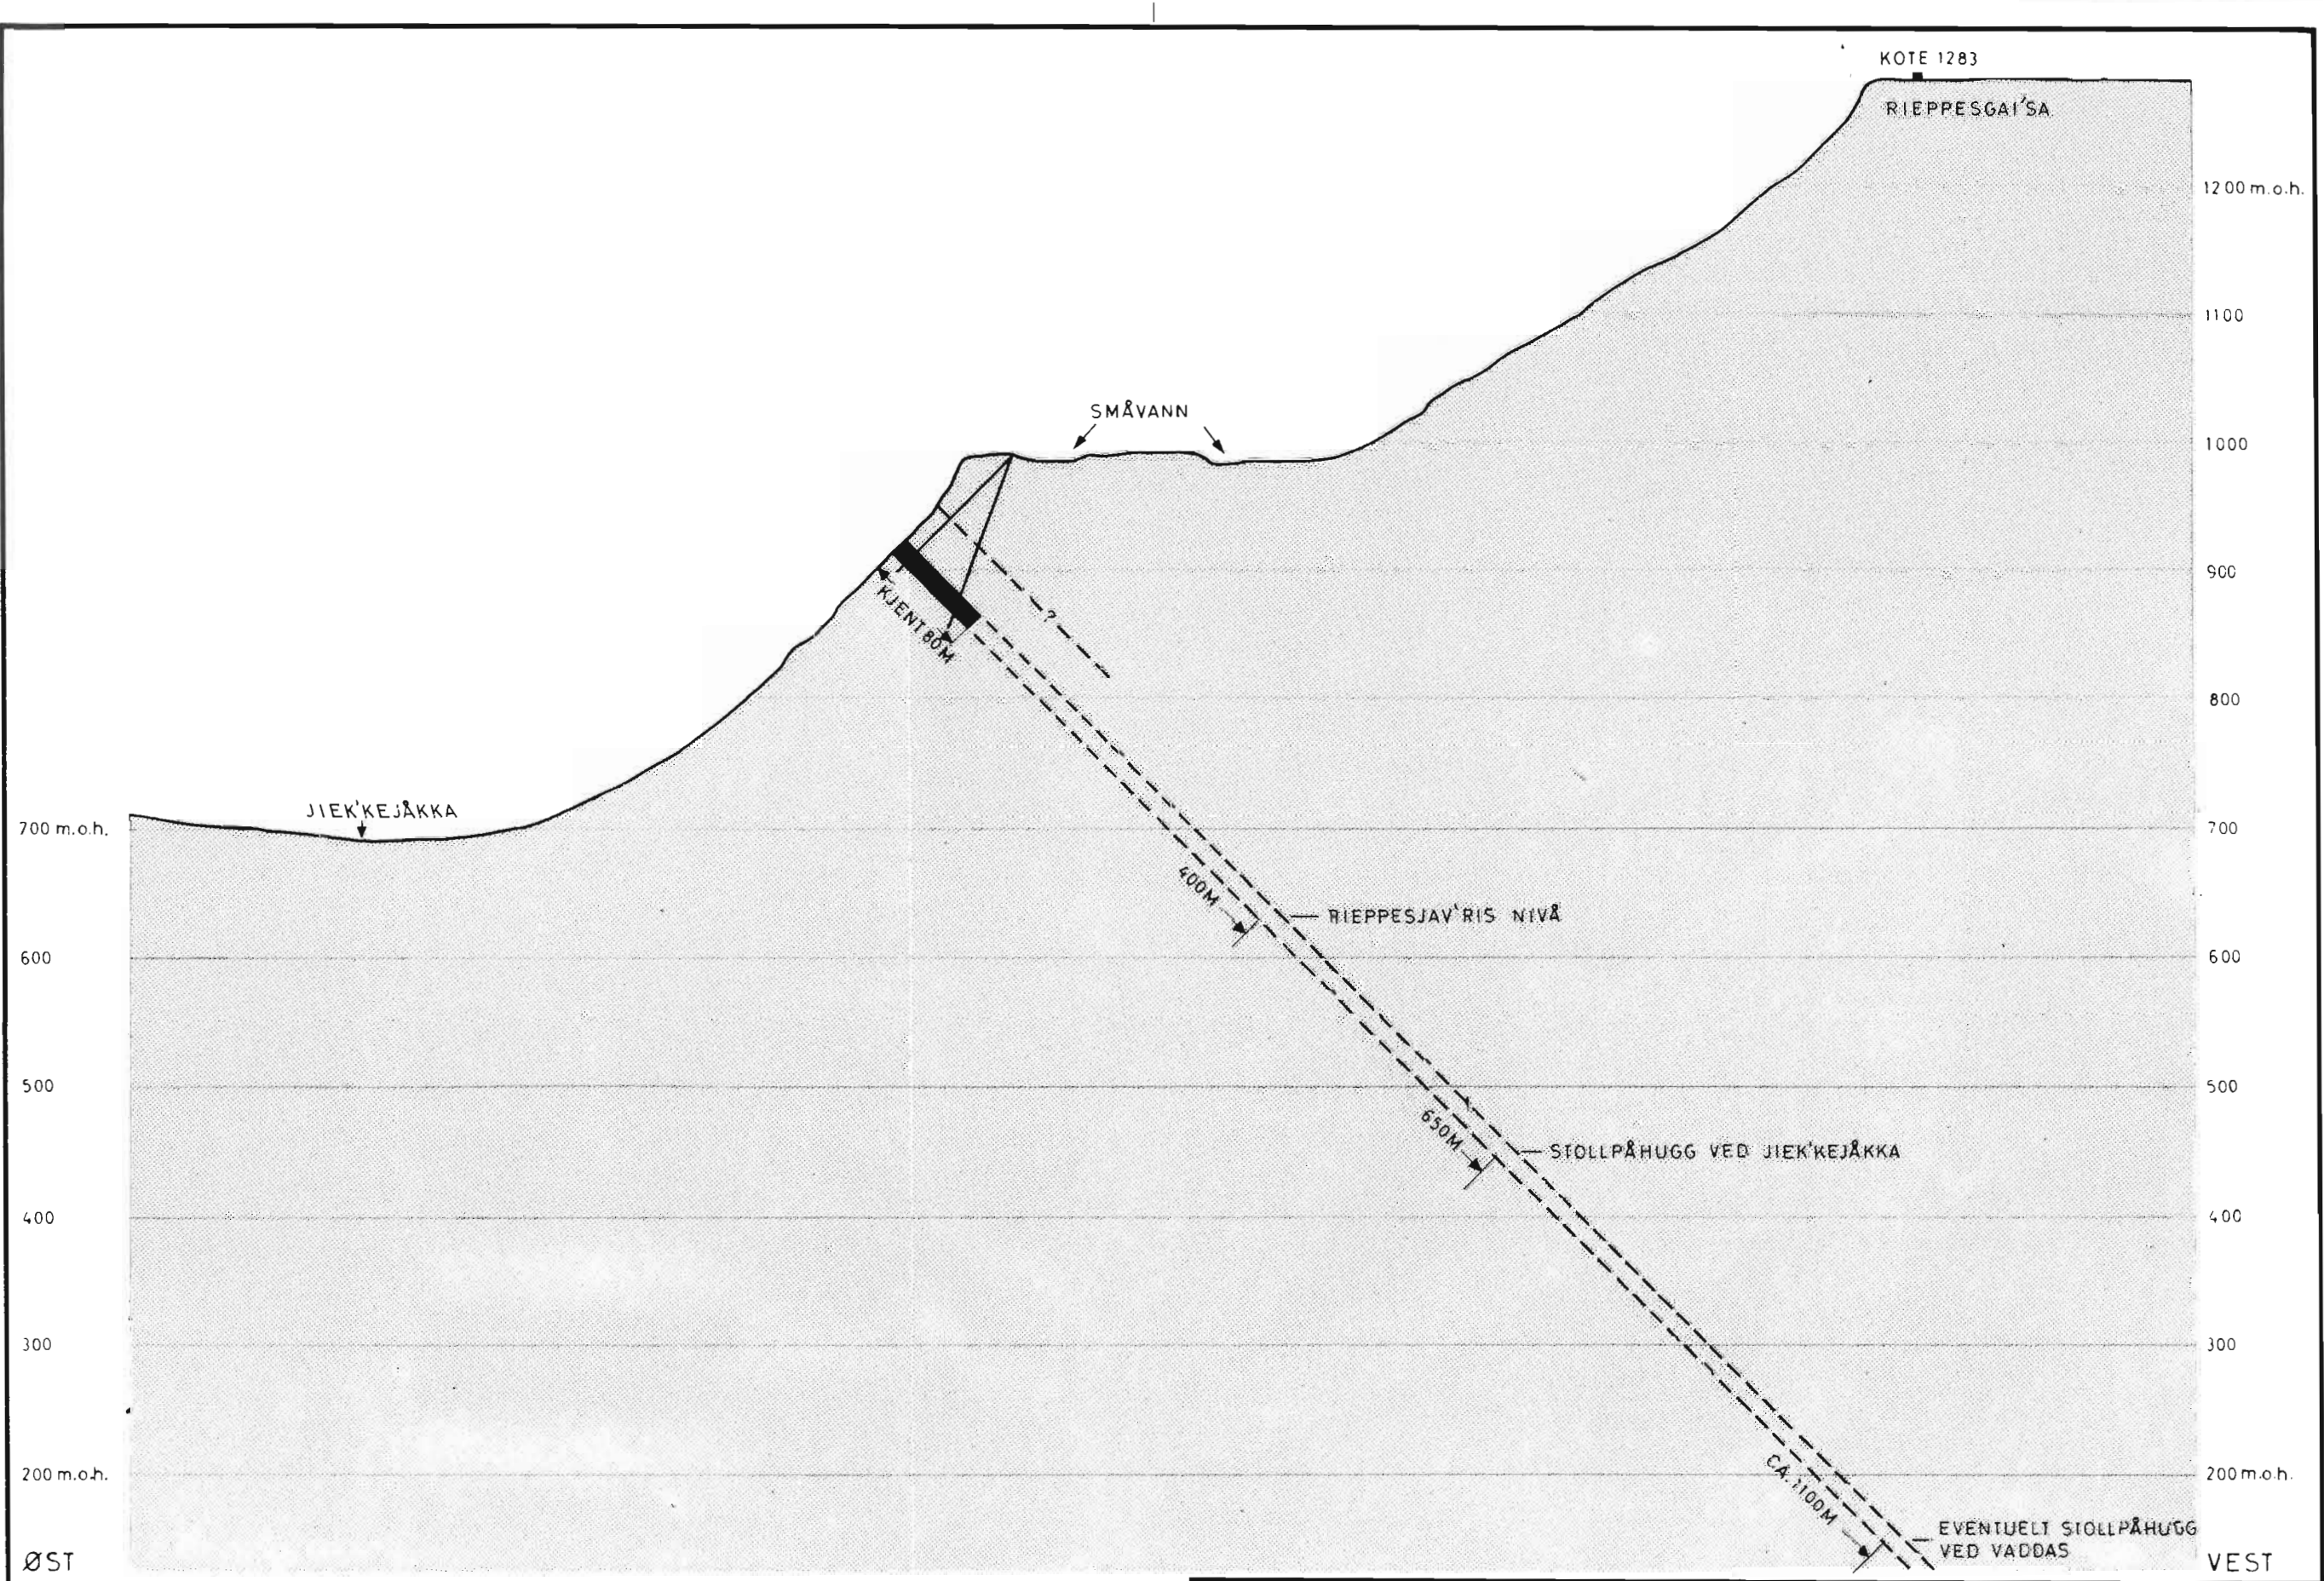 KOTE 1283
RIEPPESGAI'SA
1200 m.o.h.
1100
SMÅVANN
1000
900
KJENT 80M
?
800
JIEK'KEJÅKKA
700 m.o.h.
700
400M
RIEPPESJAV'RIS NIVÅ
600
600
500
500
650M
STOLLPÅHUGG VED JIEK'KEJÅKKA
400
400
300
300
200 m.o.h.
200 m.o.h.
CA. 1100M
EVENTUELT STOLLPÅHUGG
VED VADDAS
ØST
VEST